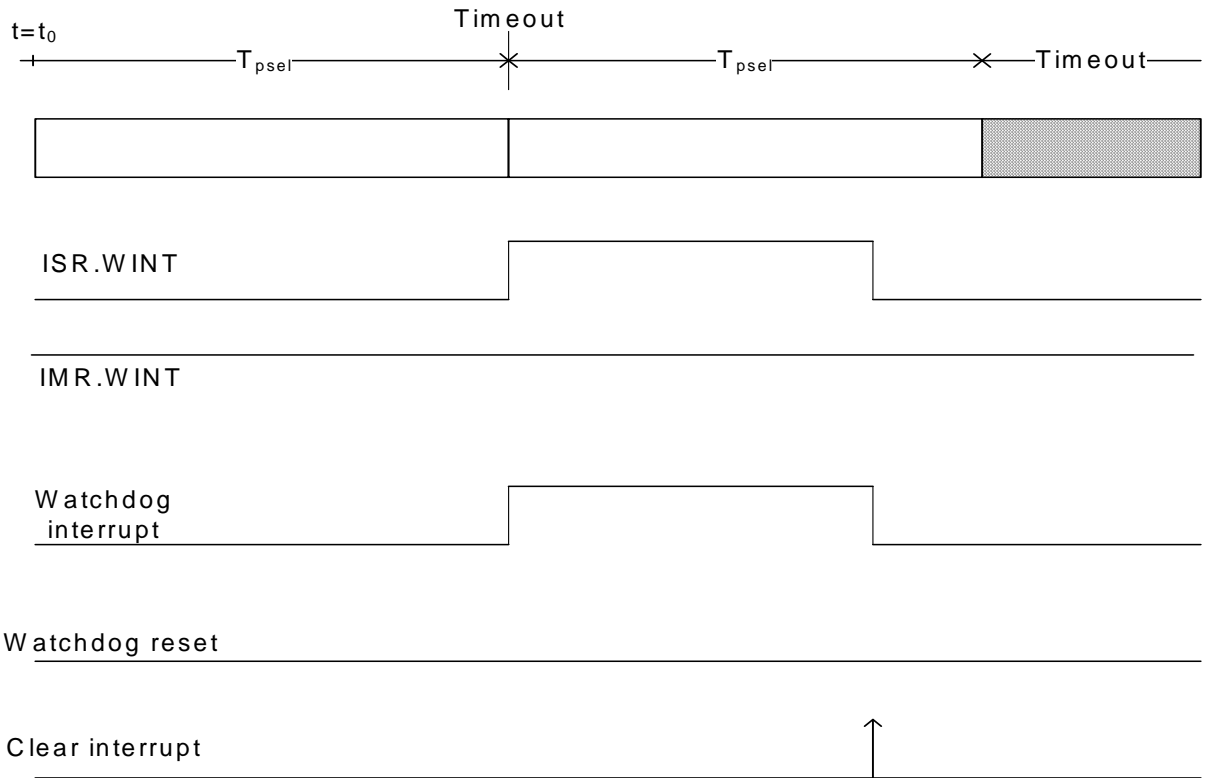 Timeout
t=t₀
Tpsel Tpsel Timeout
ISR.WINT
IMR.WINT
Watchdog
interrupt
Watchdog reset
Clear interrupt